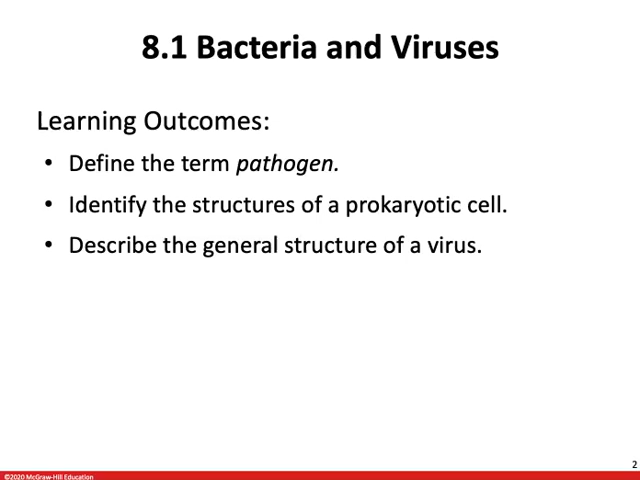 8.1 Bacteria and Viruses
Learning Outcomes:
• Define the term pathogen.
• Identify the structures of a prokaryotic cell.
• Describe the general structure of a virus.
2
©2020 McGraw-Hill Education